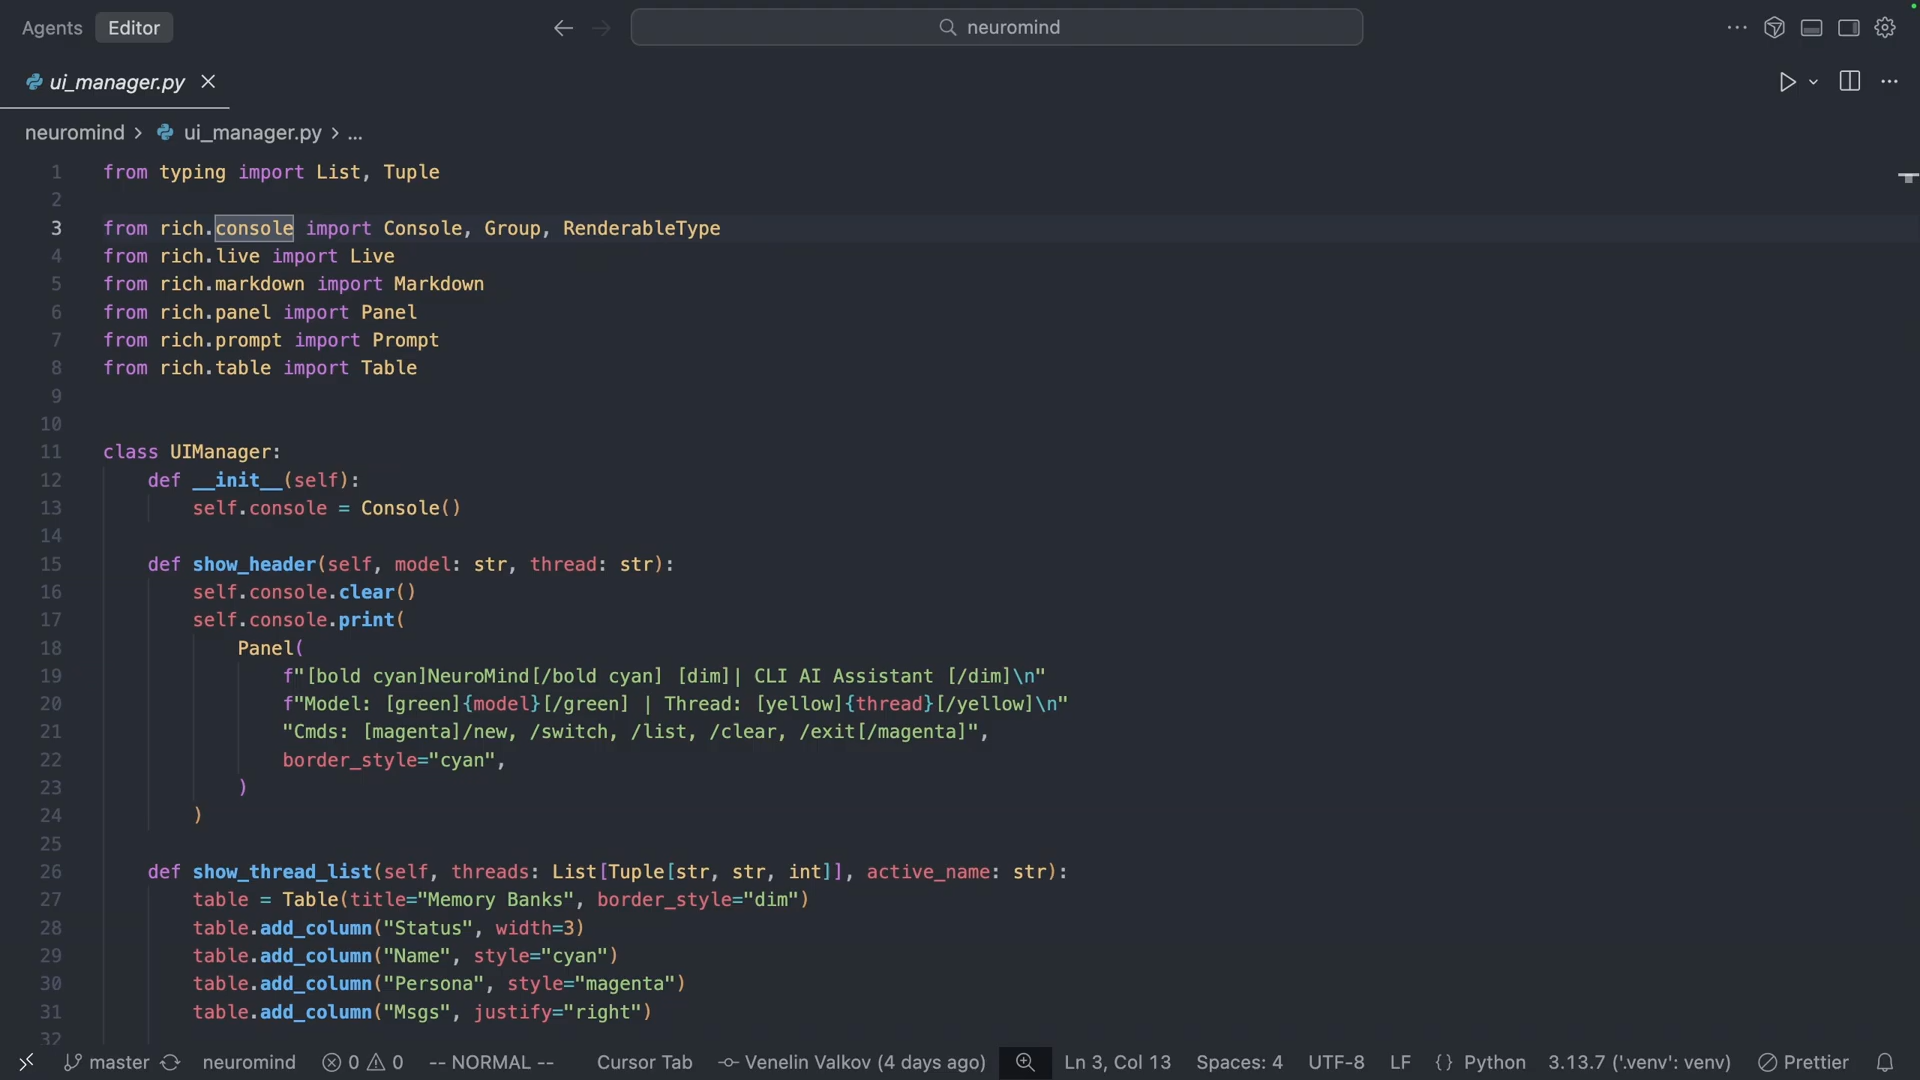 Agents Editor neuromind
ui_manager.py
neuromind > ui_manager.py > ...
1 from typing import List, Tuple
2
3 from rich.console import Console, Group, RenderableType
4 from rich.live import Live
5 from rich.markdown import Markdown
6 from rich.panel import Panel
7 from rich.prompt import Prompt
8 from rich.table import Table
9
10
11 class UIManager:
12 def __init__(self):
13 self.console = Console()
14
15 def show_header(self, model: str, thread: str):
16 self.console.clear()
17 self.console.print(
18 Panel(
19 f"[bold cyan]NeuroMind[/bold cyan] [dim]| CLI AI Assistant [/dim]\n"
20 f"Model: [green]{model}[/green] | Thread: [yellow]{thread}[/yellow]\n"
21 "Cmds: [magenta]/new, /switch, /list, /clear, /exit[/magenta]",
22 border_style="cyan",
23 )
24 )
25
26 def show_thread_list(self, threads: List[Tuple[str, str, int]], active_name: str):
27 table = Table(title="Memory Banks", border_style="dim")
28 table.add_column("Status", width=3)
29 table.add_column("Name", style="cyan")
30 table.add_column("Persona", style="magenta")
31 table.add_column("Msgs", justify="right")
32
master neuromind 0 0 -- NORMAL -- Cursor Tab Venelin Valkov (4 days ago) Ln 3, Col 13 Spaces: 4 UTF-8 LF {} Python 3.13.7 ('.venv': venv) Prettier